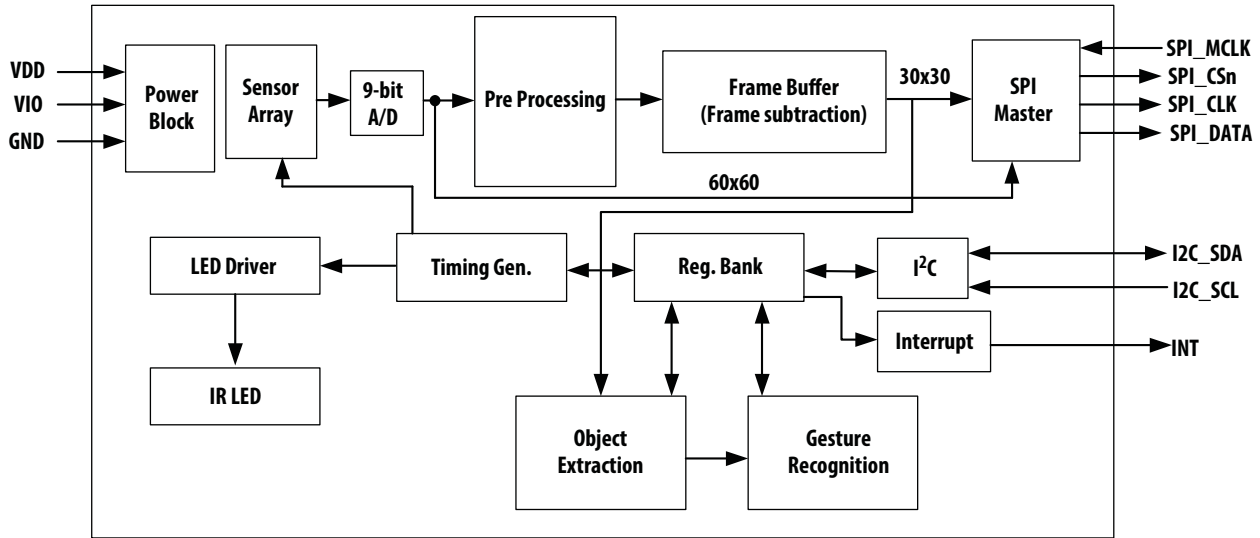 VDD
VIO
GND
Power
Block
Sensor
Array
9-bit
A/D
Pre Processing
Frame Buffer
(Frame subtraction)
30x30
60x60
SPI
Master
SPI_MCLK
SPI_CSn
SPI_CLK
SPI_DATA
LED Driver
Timing Gen.
Reg. Bank
I²C
I2C_SDA
I2C_SCL
Interrupt
INT
IR LED
Object
Extraction
Gesture
Recognition